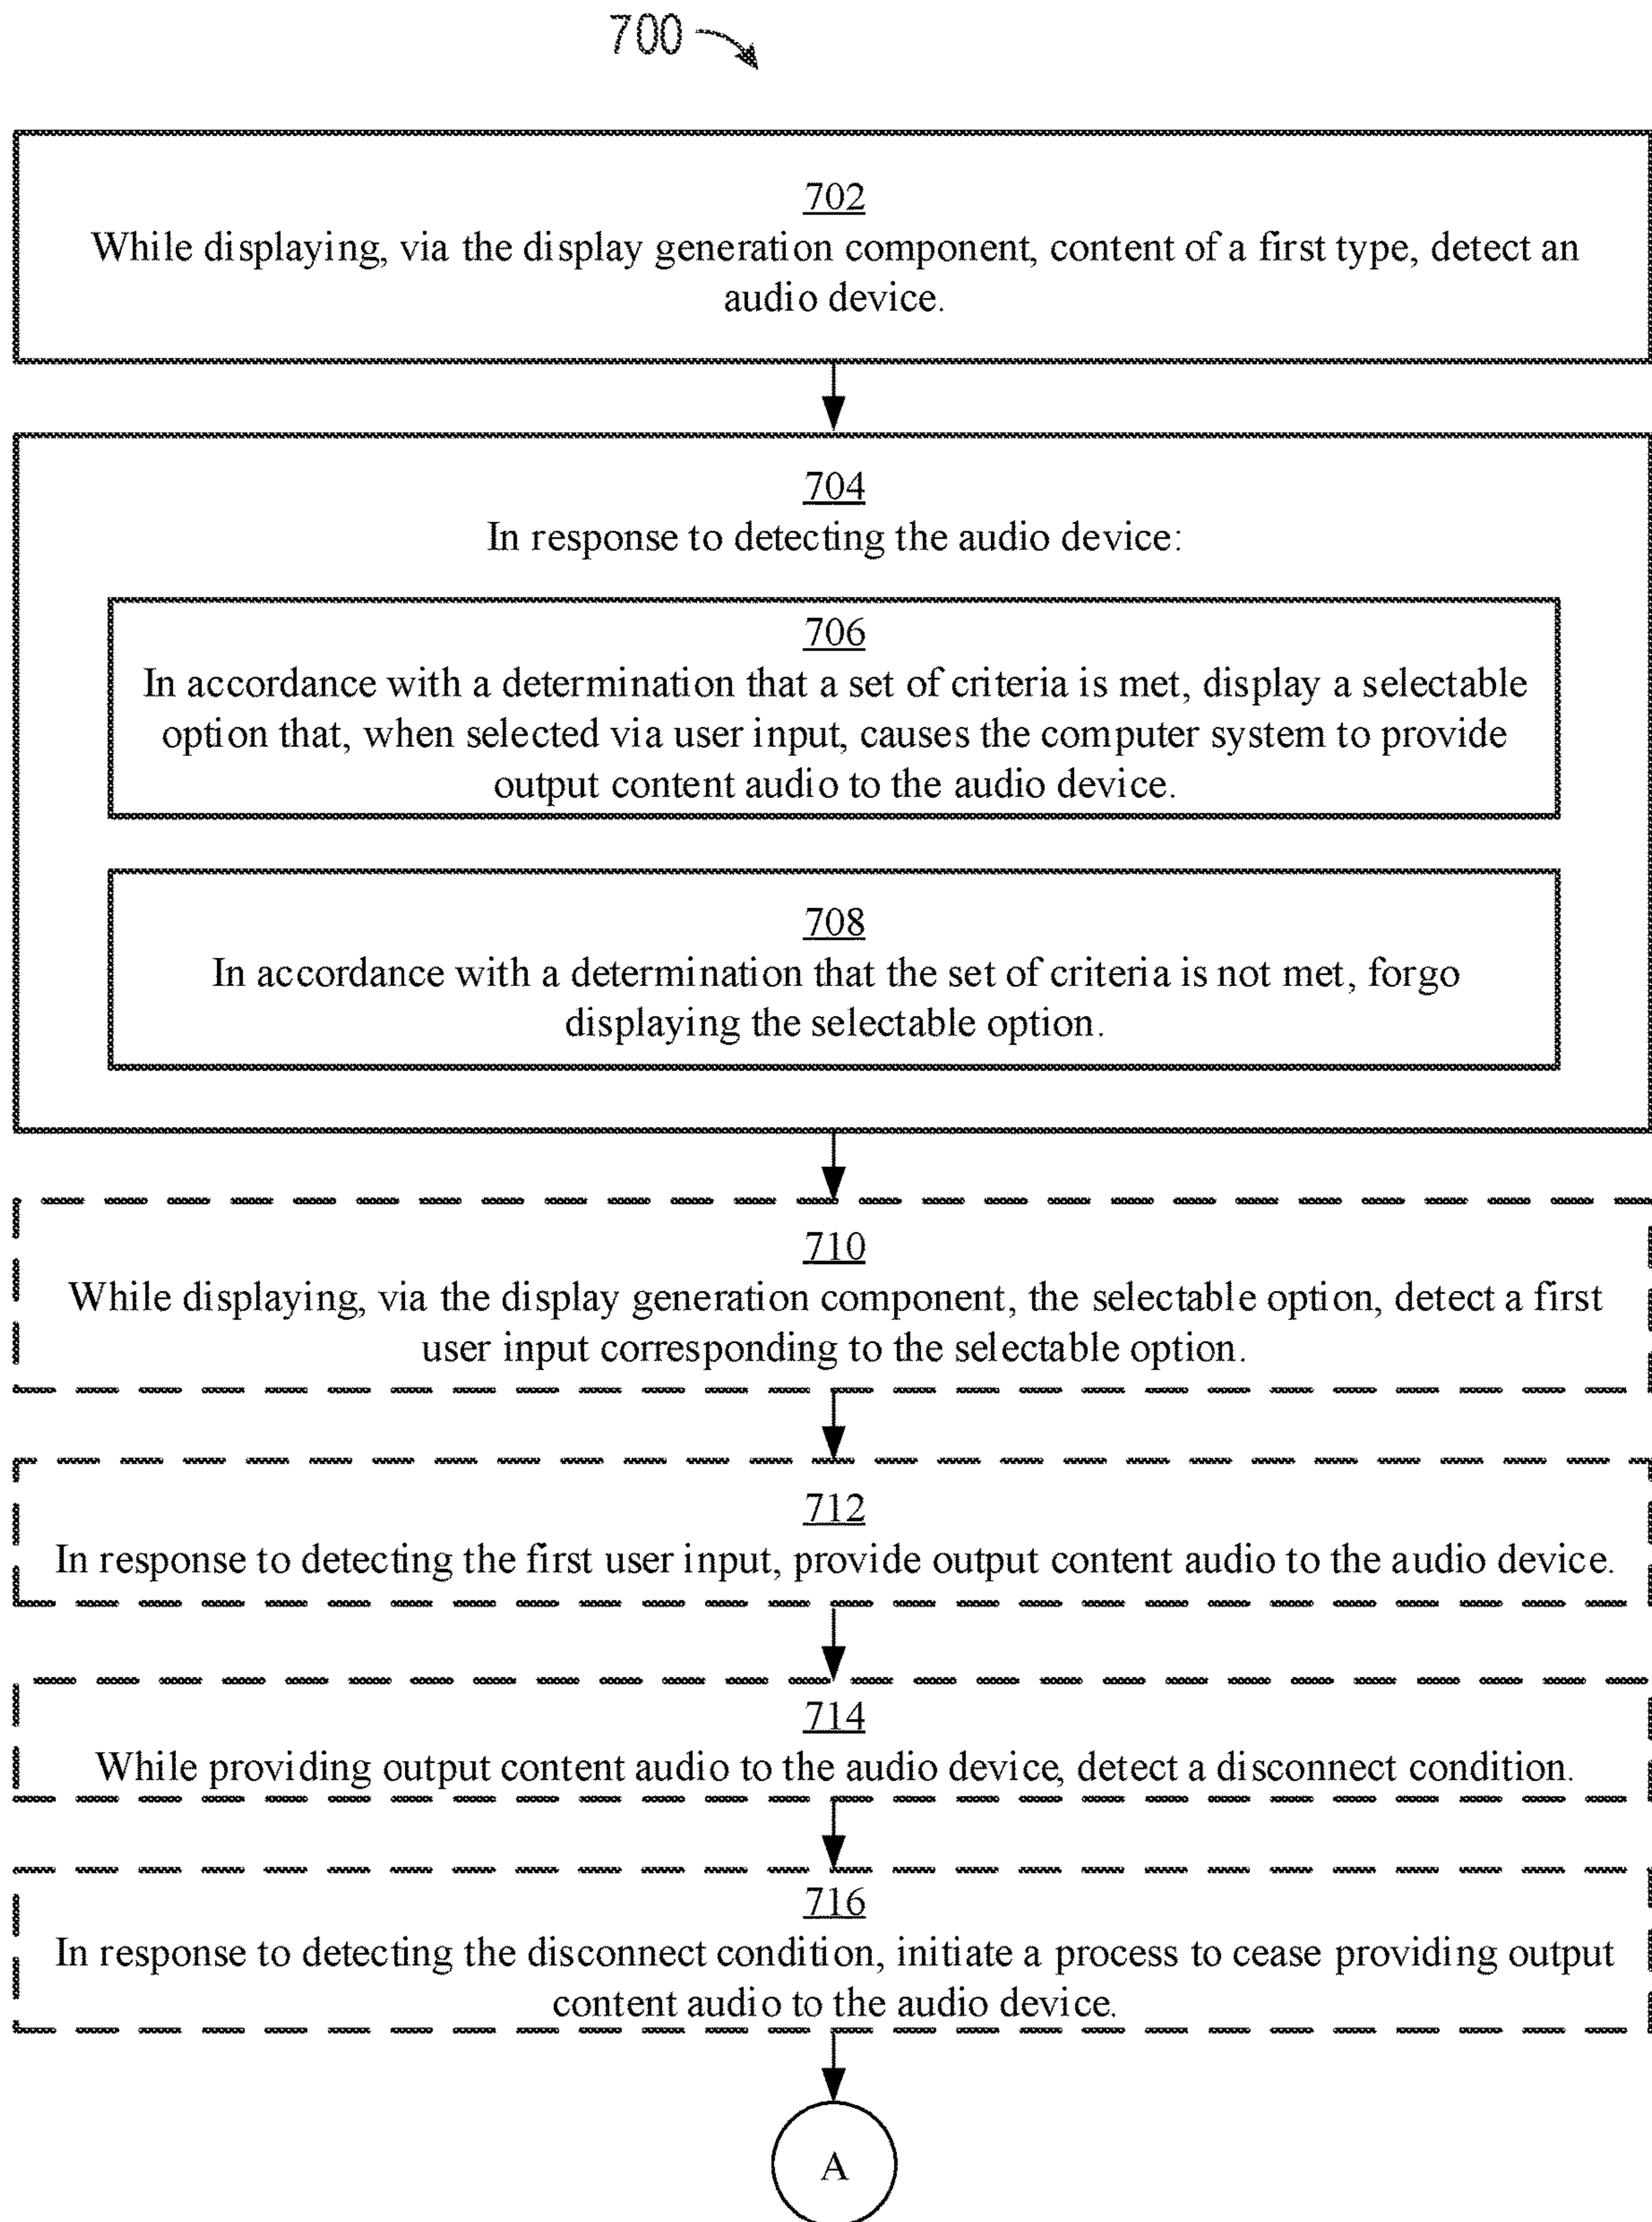 700
702
While displaying, via the display generation component, content of a first type, detect an
audio device.
704
In response to detecting the audio device:
706
In accordance with a determination that a set of criteria is met, display a selectable
option that, when selected via user input, causes the computer system to provide
output content audio to the audio device.
708
In accordance with a determination that the set of criteria is not met, forgo
displaying the selectable option.
710
While displaying, via the display generation component, the selectable option, detect a first
user input corresponding to the selectable option.
712
In response to detecting the first user input, provide output content audio to the audio device.
714
While providing output content audio to the audio device, detect a disconnect condition.
716
In response to detecting the disconnect condition, initiate a process to cease providing output
content audio to the audio device.
A